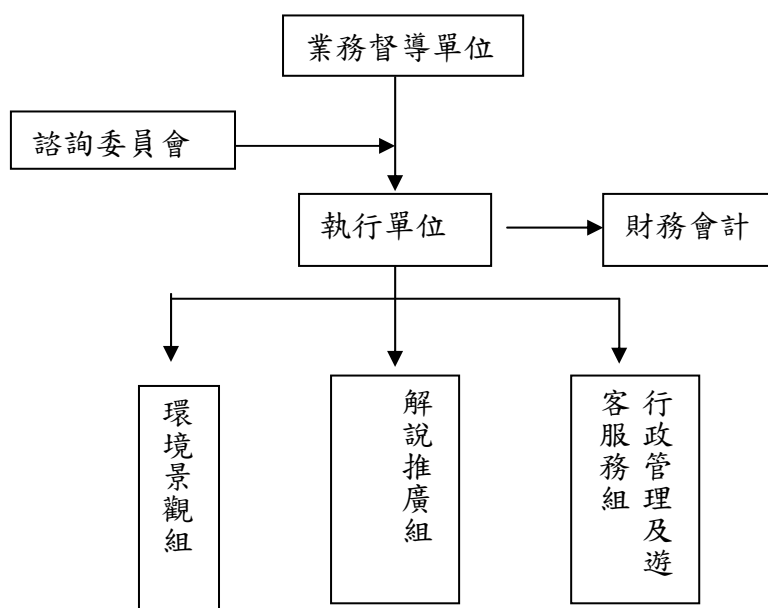 業務督導單位
諮詢委員會
執行單位
財務會計
環境景觀組
解說推廣組
行政管理及遊
客服務組